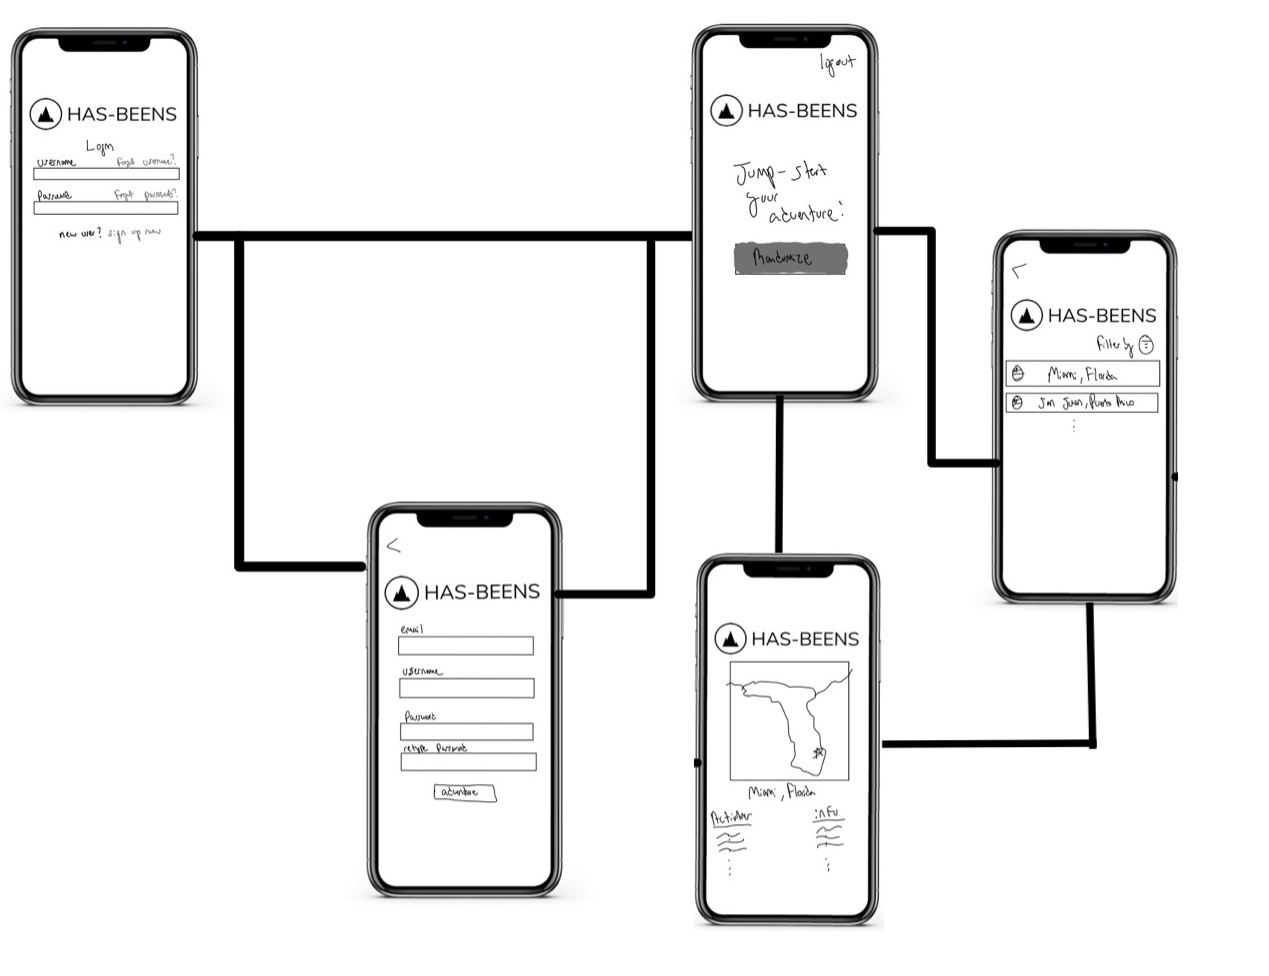 HAS-BEENS
Login
username forgot username?
Password forgot password?
new user? sign up now
logout
HAS-BEENS
Jump-start
your
adventure!
Randomize
<
HAS-BEENS
Filter by
Miami, Florida
San Juan, Puerto Rico
<
HAS-BEENS
email
username
Password
retype Password
adventure
HAS-BEENS
Miami, Florida
Activities info